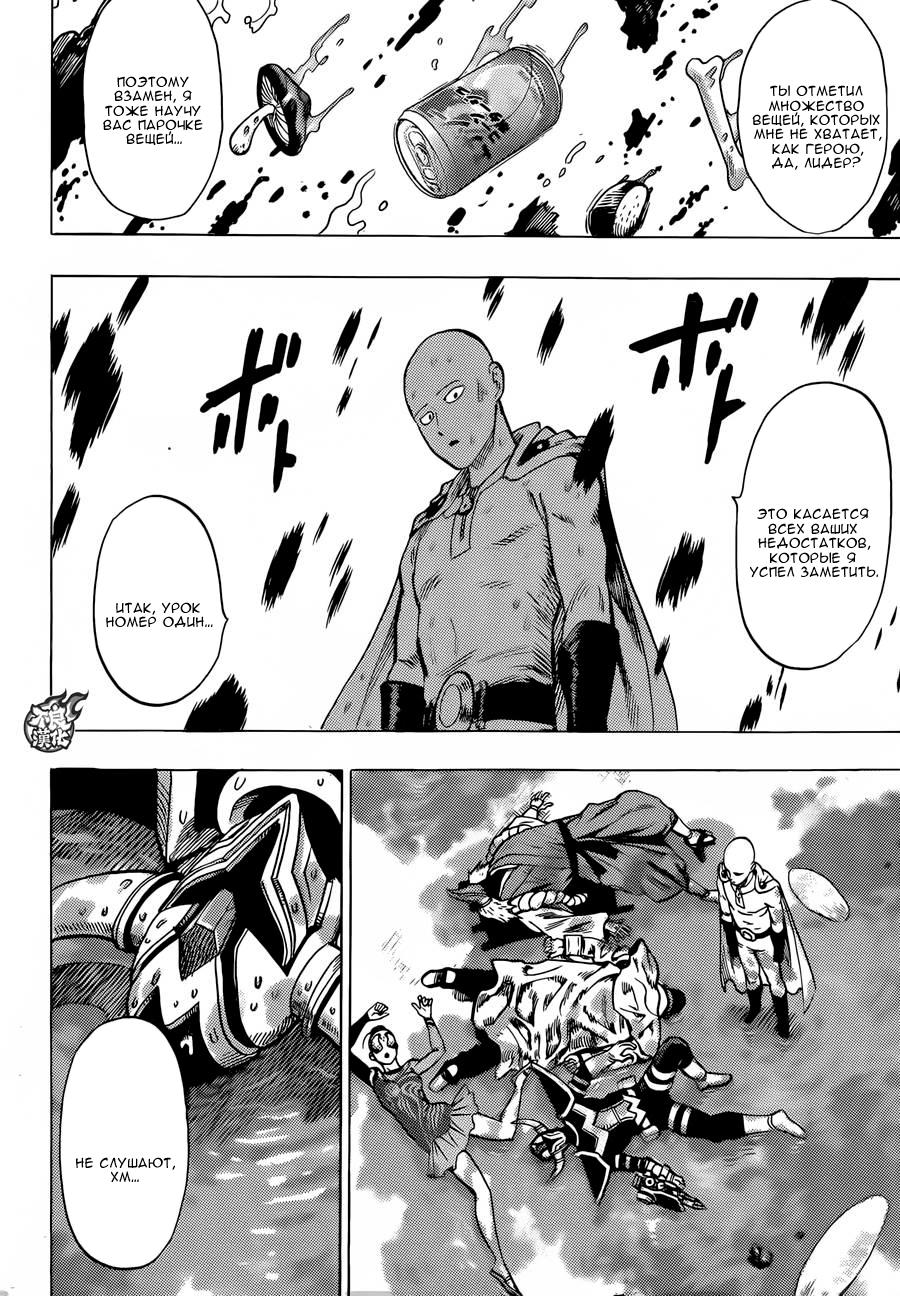 ТЫ ОТМЕТИЛ
МНОЖЕСТВО
ВЕЩЕЙ, КОТОРЫХ
МНЕ НЕ ХВАТАЕТ,
КАК ГЕРОЮ,
ДА, ЛИДЕР?
ПОЭТОМУ
ВЗАМЕН, Я
ТОЖЕ НАУЧУ
ВАС ПАРОЧКЕ
ВЕЩЕЙ...
ЭТО КАСАЕТСЯ
ВСЕХ ВАШИХ
НЕДОСТАТКОВ,
КОТОРЫЕ Я
УСПЕЛ ЗАМЕТИТЬ.
ボト
ボト
ИТАК, УРОК
НОМЕР ОДИН...
НЕ СЛУШАЮТ,
ХМ...